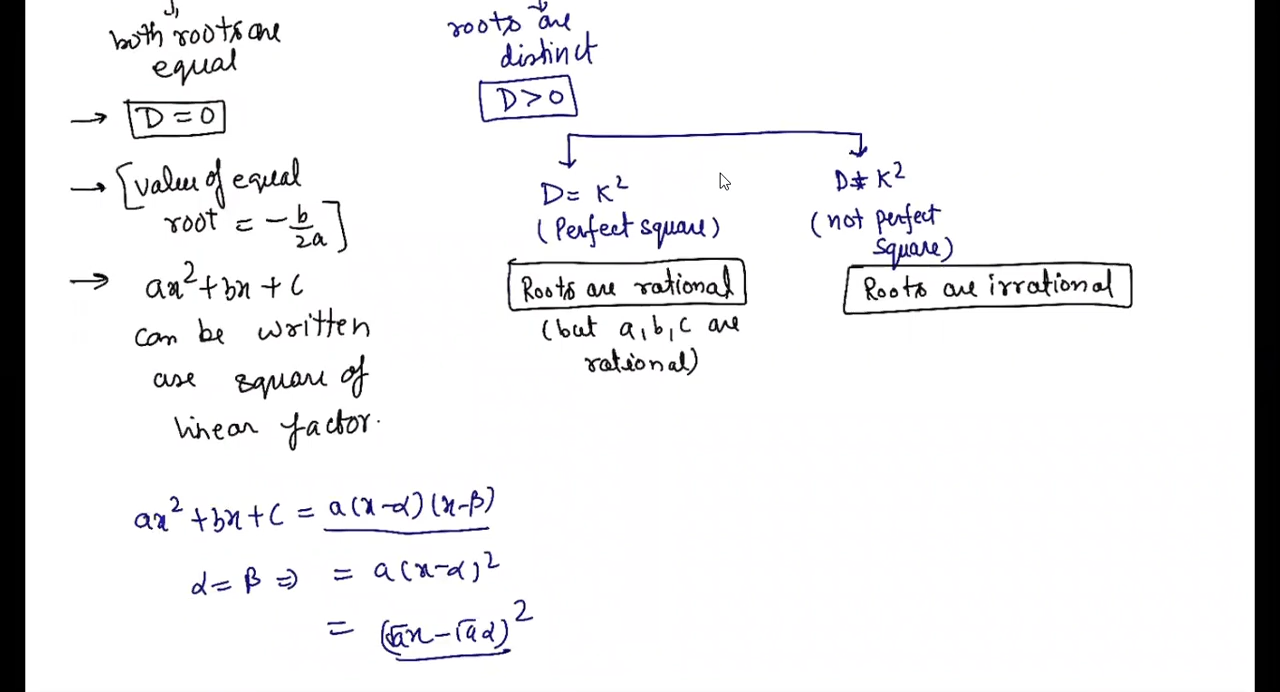 both roots are
equal
→ D = 0
→ [value of equal
root = -b/2a]
→ ax² + bx + c
can be written
as square of
linear factor.
roots are
distinct
D > 0
D = K²
(Perfect square)
Roots are rational
(but a, b, c are
rational)
D ≠ K²
(not perfect
square)
Roots are irrational
ax² + bx + c = a(x-α)(x-β)
α = β ⇒ = a(x-α)²
= (√ax - √aα)²